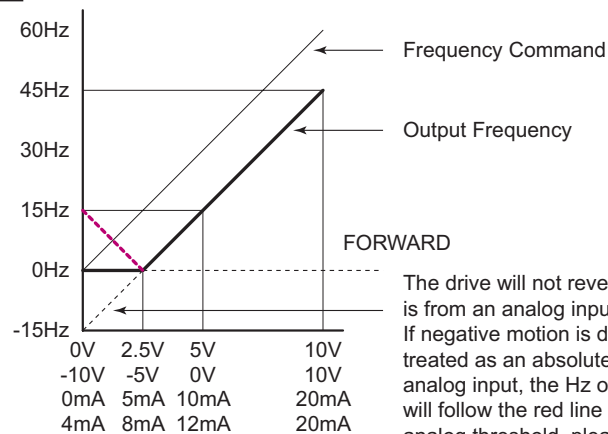 60Hz
Frequency Command
45Hz
Output Frequency
30Hz
15Hz
FORWARD
0Hz
The drive will not reve
is from an analog input
-15Hz
If negative motion is d
0V 2.5V 5V 10V
treated as an absolute
-10V -5V 0V 10V
analog input, the Hz o
0mA 5mA 10mA 20mA
will follow the red line
4mA 8mA 12mA 20mA